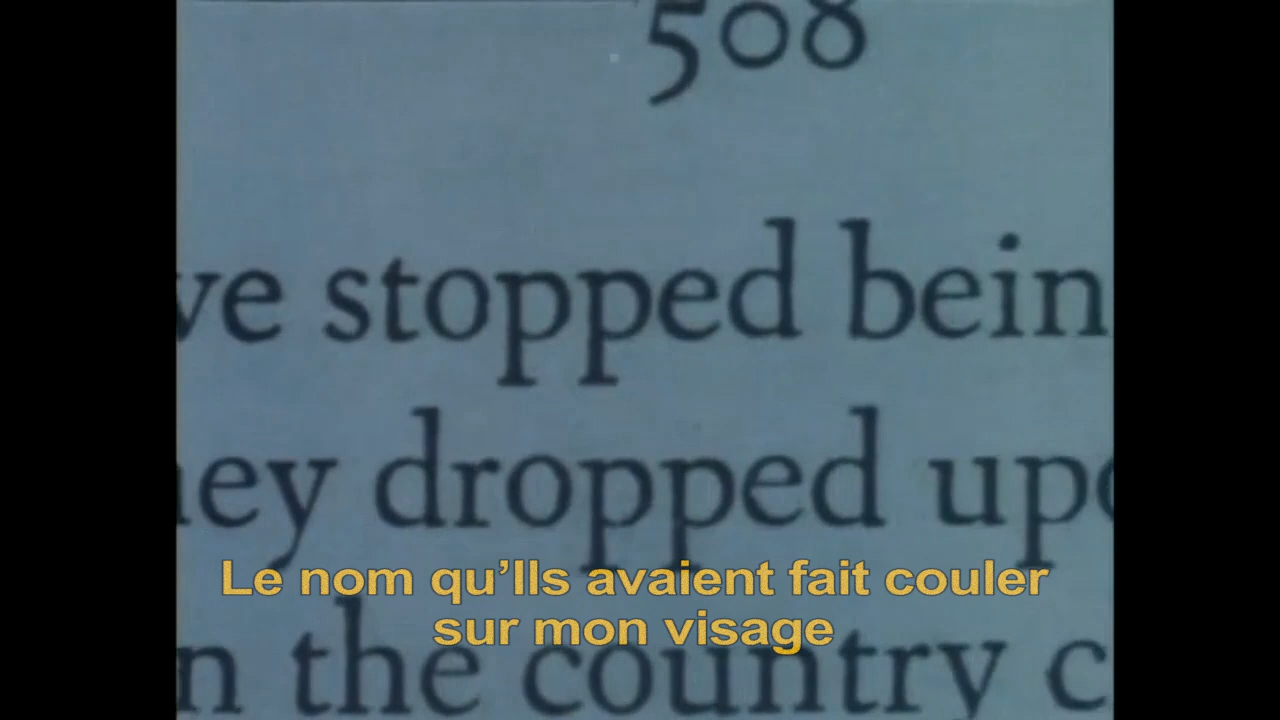 508
ve stopped bein
ey dropped up
Le nom qu’Ils avaient fait couler
sur mon visage
n the country c